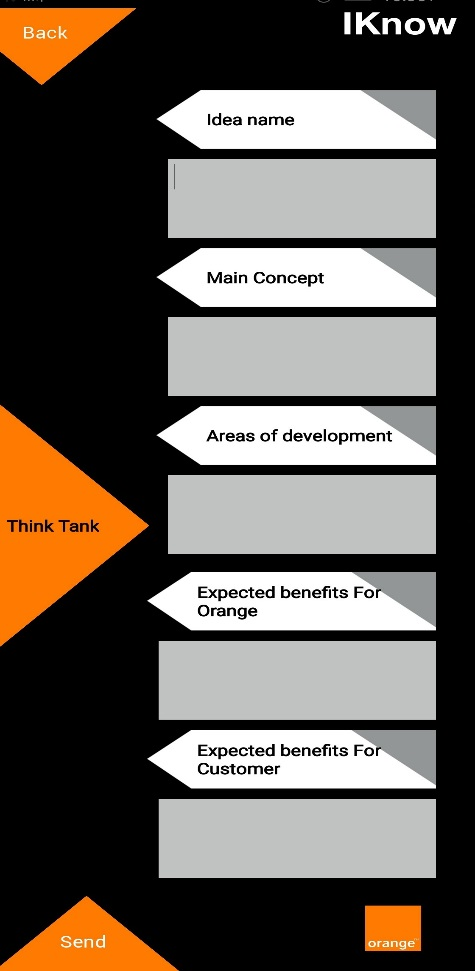 Back
IKnow
Idea name
Main Concept
Areas of development
Think Tank
Expected benefits For
Orange
Expected benefits For
Customer
Send
orange